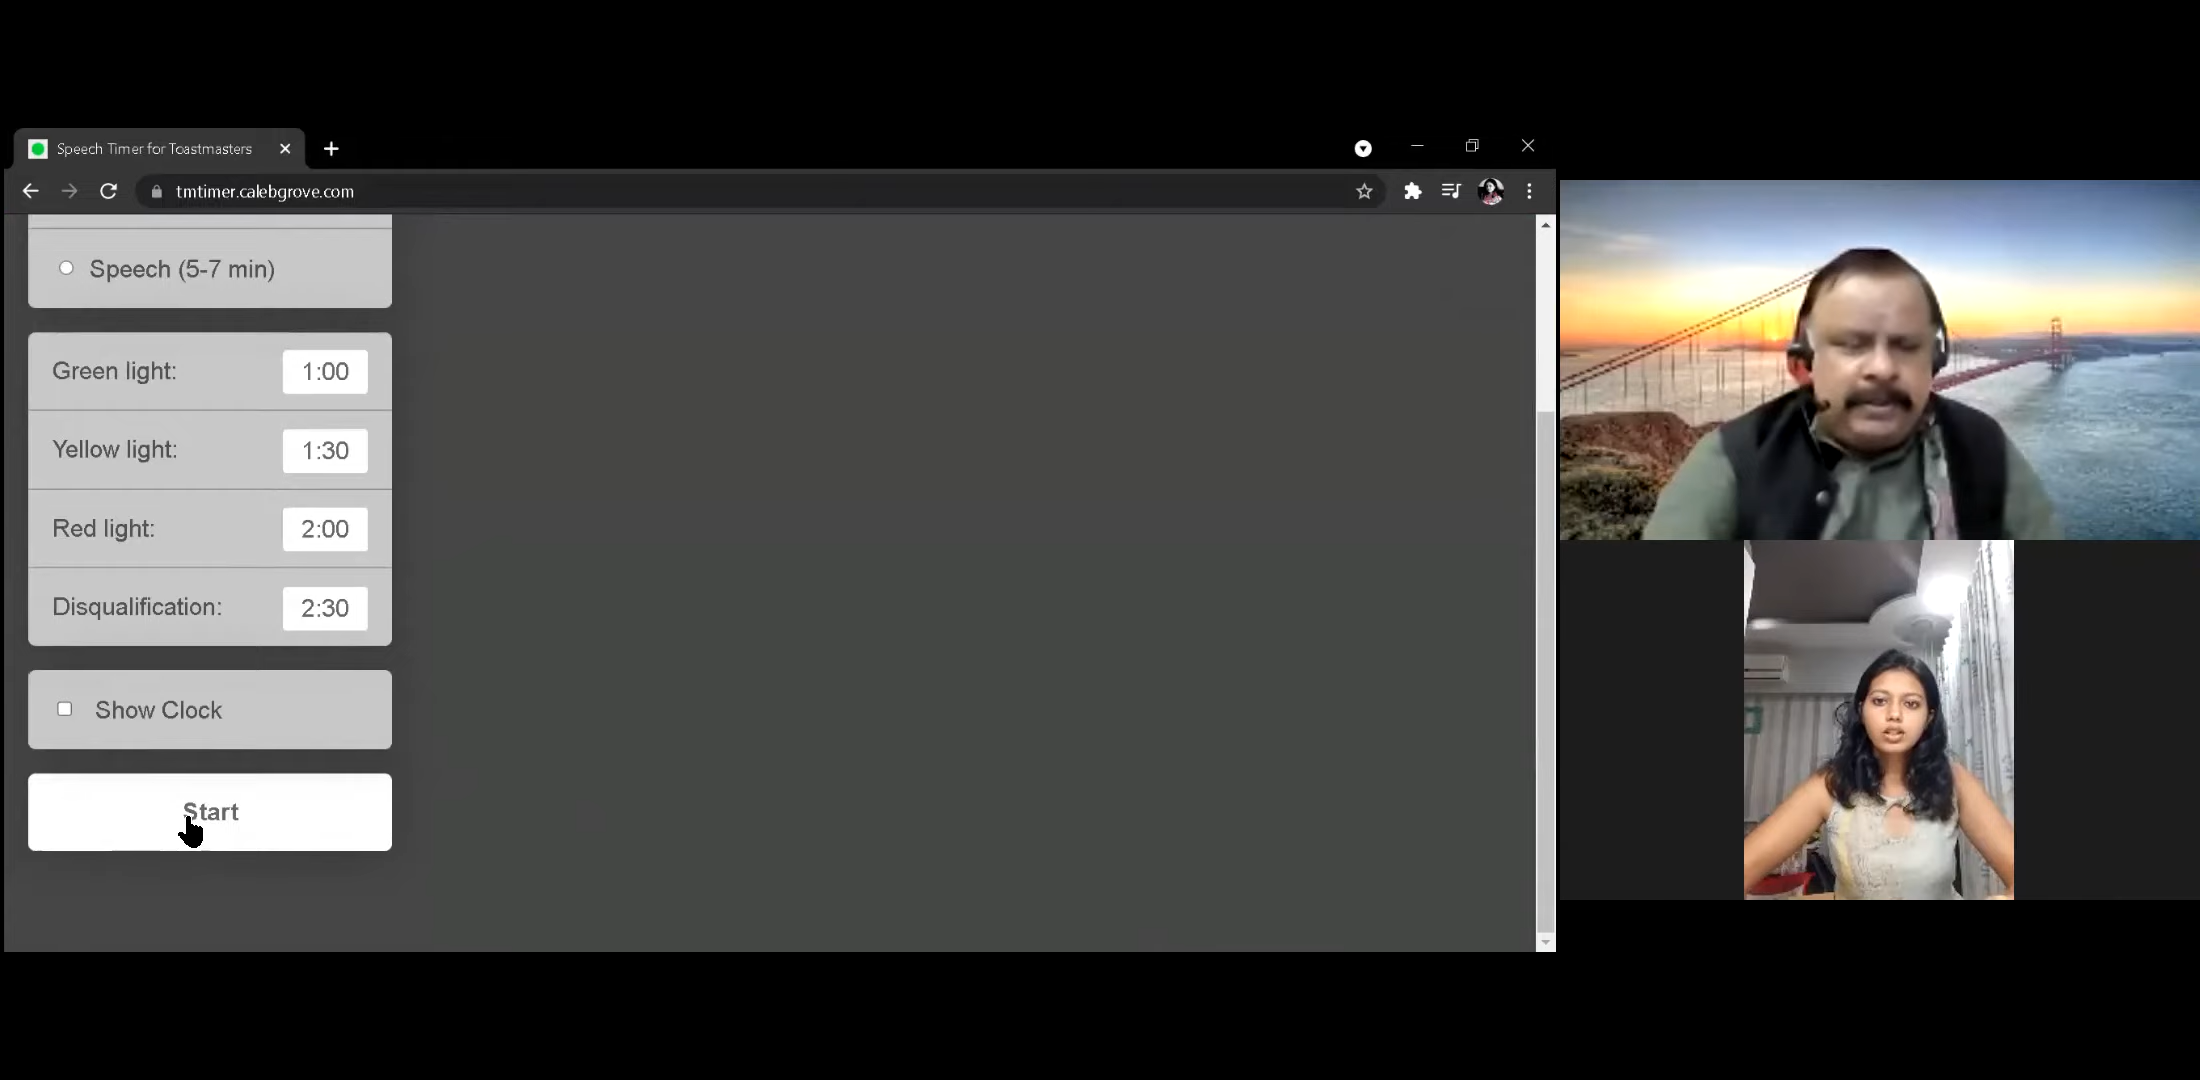 Speech Timer for Toastmasters
tmtimer.calebgrove.com
Speech (5-7 min)
Green light: 1:00
Yellow light: 1:30
Red light: 2:00
Disqualification: 2:30
Show Clock
Start